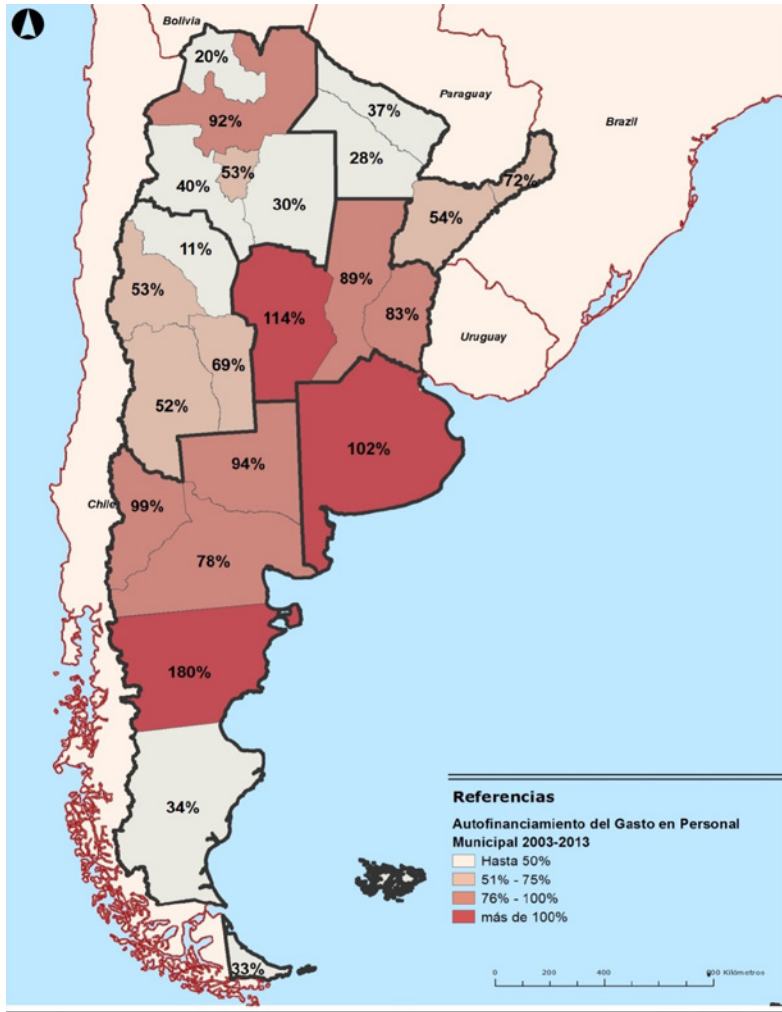 Bolivia
20%
Paraguay
37%
Brazil
92%
28%
53%
72%
40%
30%
54%
11%
53%
89%
114%
83%
Uruguay
69%
52%
102%
94%
Chile
99%
78%
180%
34%
33%
Referencias
Autofinanciamiento del Gasto en Personal
Municipal 2003-2013
Hasta 50%
51% - 75%
76% - 100%
más de 100%
0 200 400 800 Kilómetros